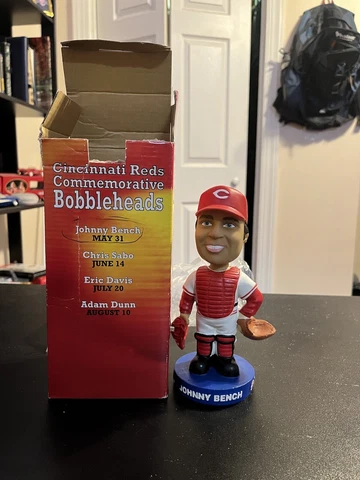 Cincinnati Reds
Commemorative
Bobbleheads
Johnny Bench
MAY 31
Chris Sabo
JUNE 14
Eric Davis
JULY 20
Adam Dunn
AUGUST 10
C
JOHNNY BENCH